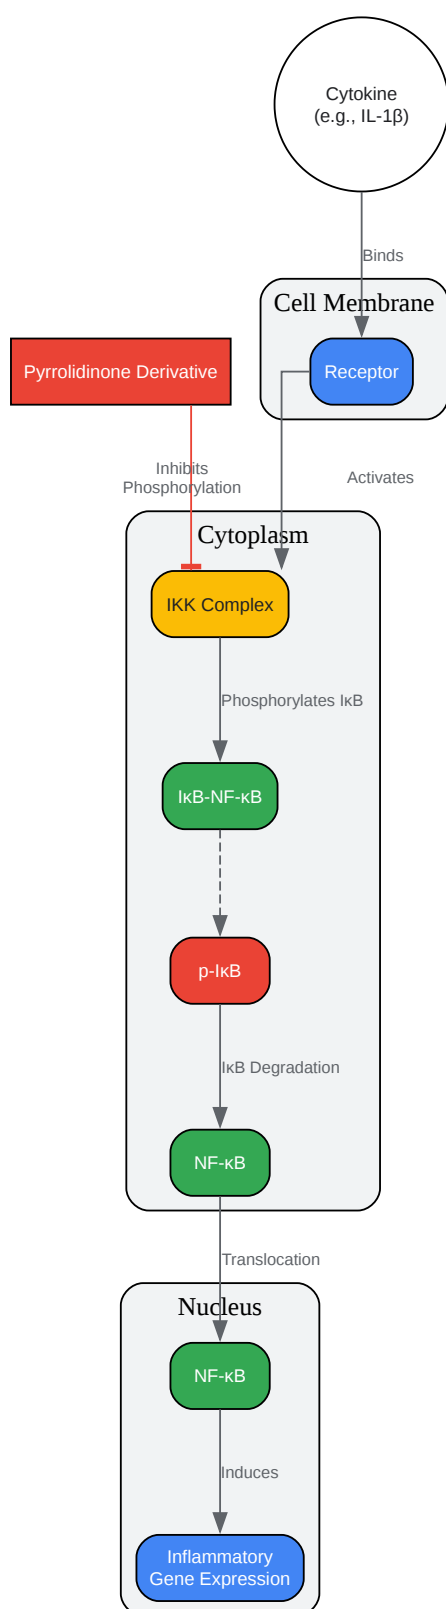 Cytokine
(e.g., IL-1β)
Binds
Cell Membrane
Receptor
Pyrrolidinone Derivative
Inhibits
Phosphorylation
Activates
Cytoplasm
IKK Complex
Phosphorylates IκB
IκB-NF-κB
p-IκB
IκB Degradation
NF-κB
Translocation
Nucleus
NF-κB
Induces
Inflammatory
Gene Expression